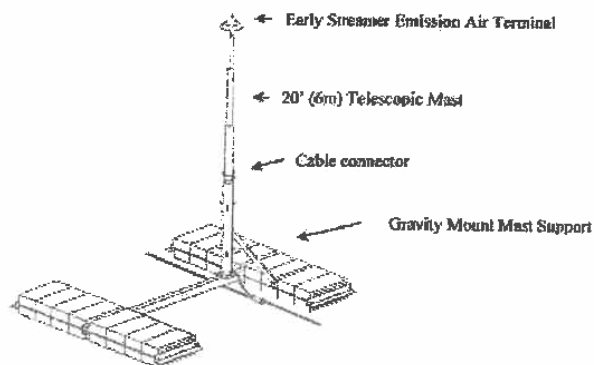 Early Streamer Emission Air Terminal
20' (6m) Telescopic Mast
Cable connector
Gravity Mount Mast Support